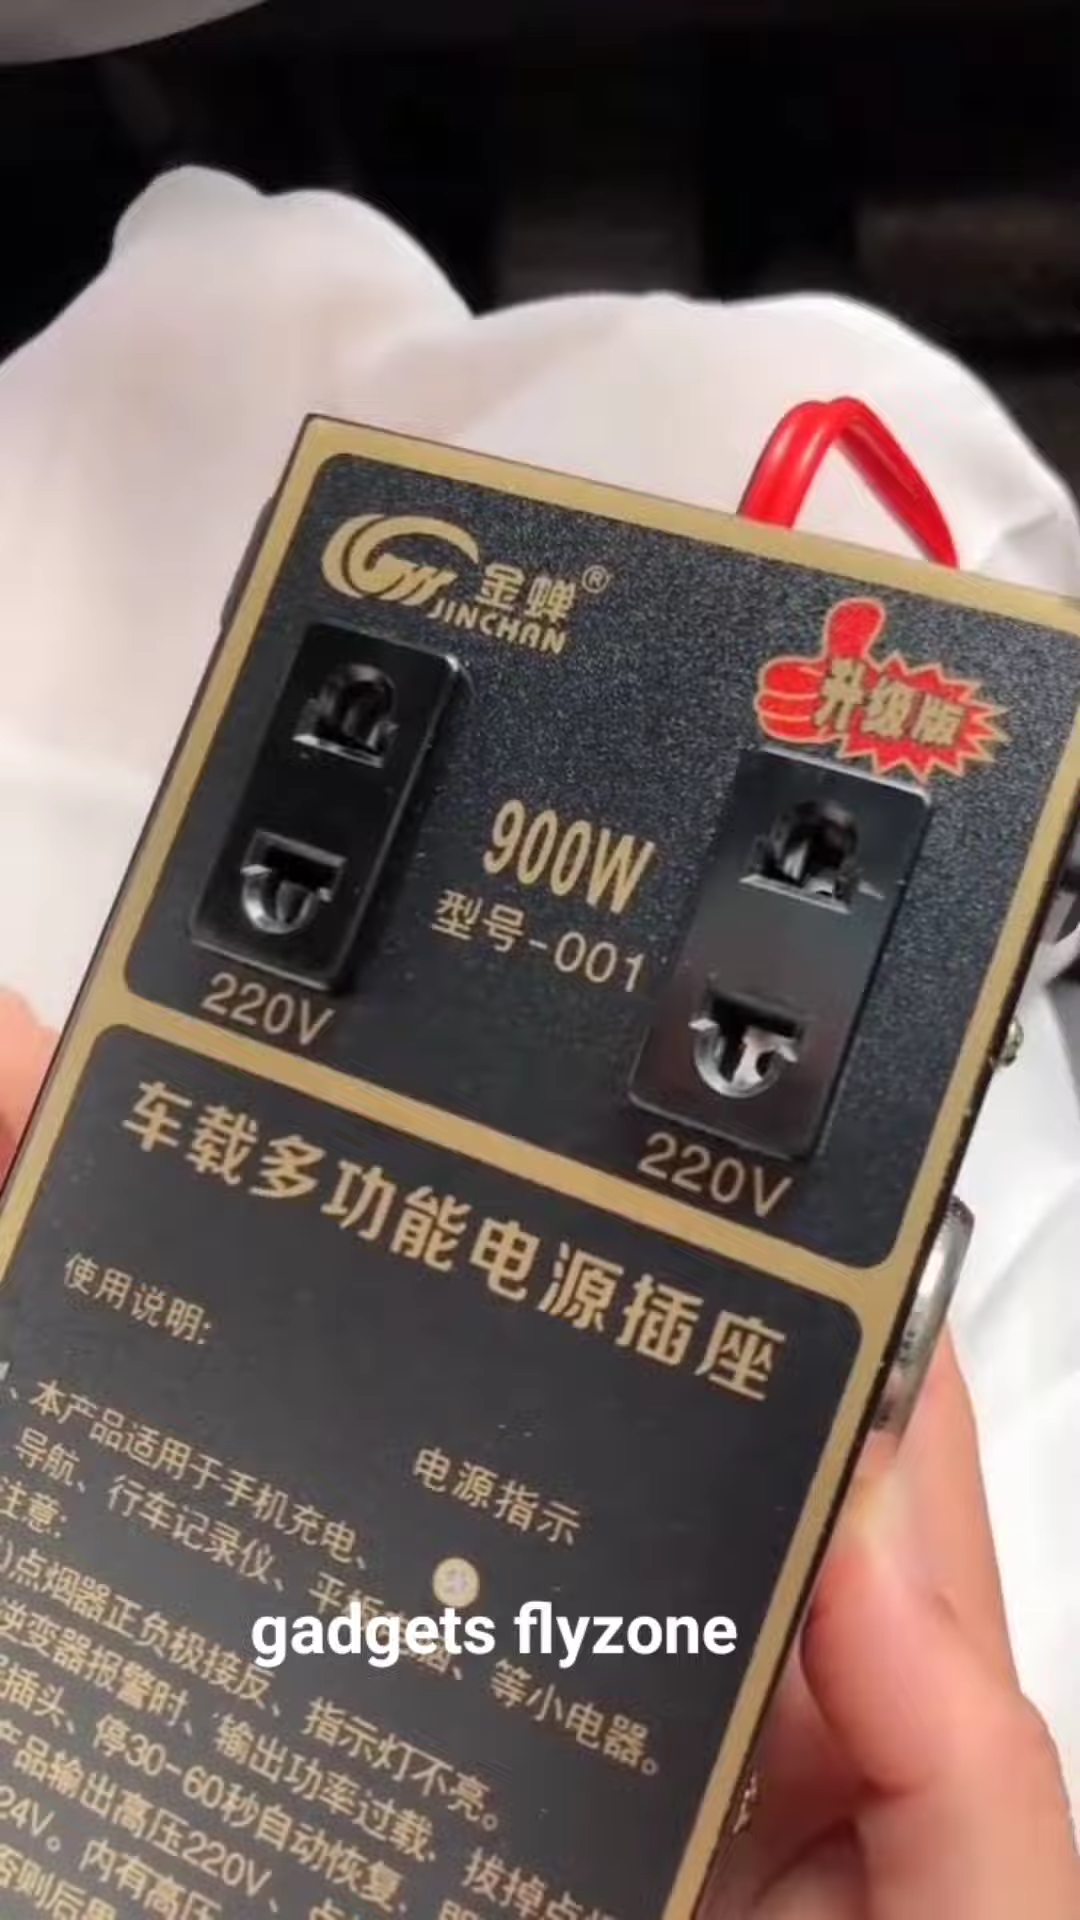 金蝉®
JINCHAN
升级版
900W
型号-001
220V
220V
车载多功能电源插座
使用说明:
、本产品适用于手机充电、
导航、行车记录仪、平板
、等小电器。
电源指示
注意:
)点烟器正负极接反、指示灯不亮。
逆变器报警时、输出功率过载、拔掉点
插头、停30-60秒自动恢复
产品输出高压220V、
24V。内有高压
否则后果
gadgets flyzone